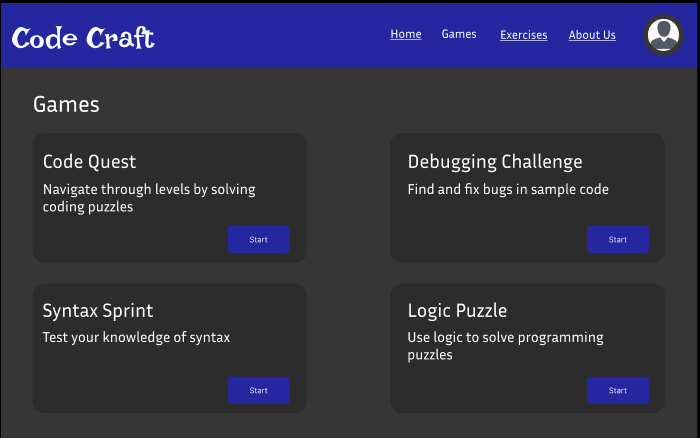 Code Craft
Home Games Exercises About Us
Games
Code Quest
Navigate through levels by solving
coding puzzles
Start
Debugging Challenge
Find and fix bugs in sample code
Start
Syntax Sprint
Test your knowledge of syntax
Start
Logic Puzzle
Use logic to solve programming
puzzles
Start